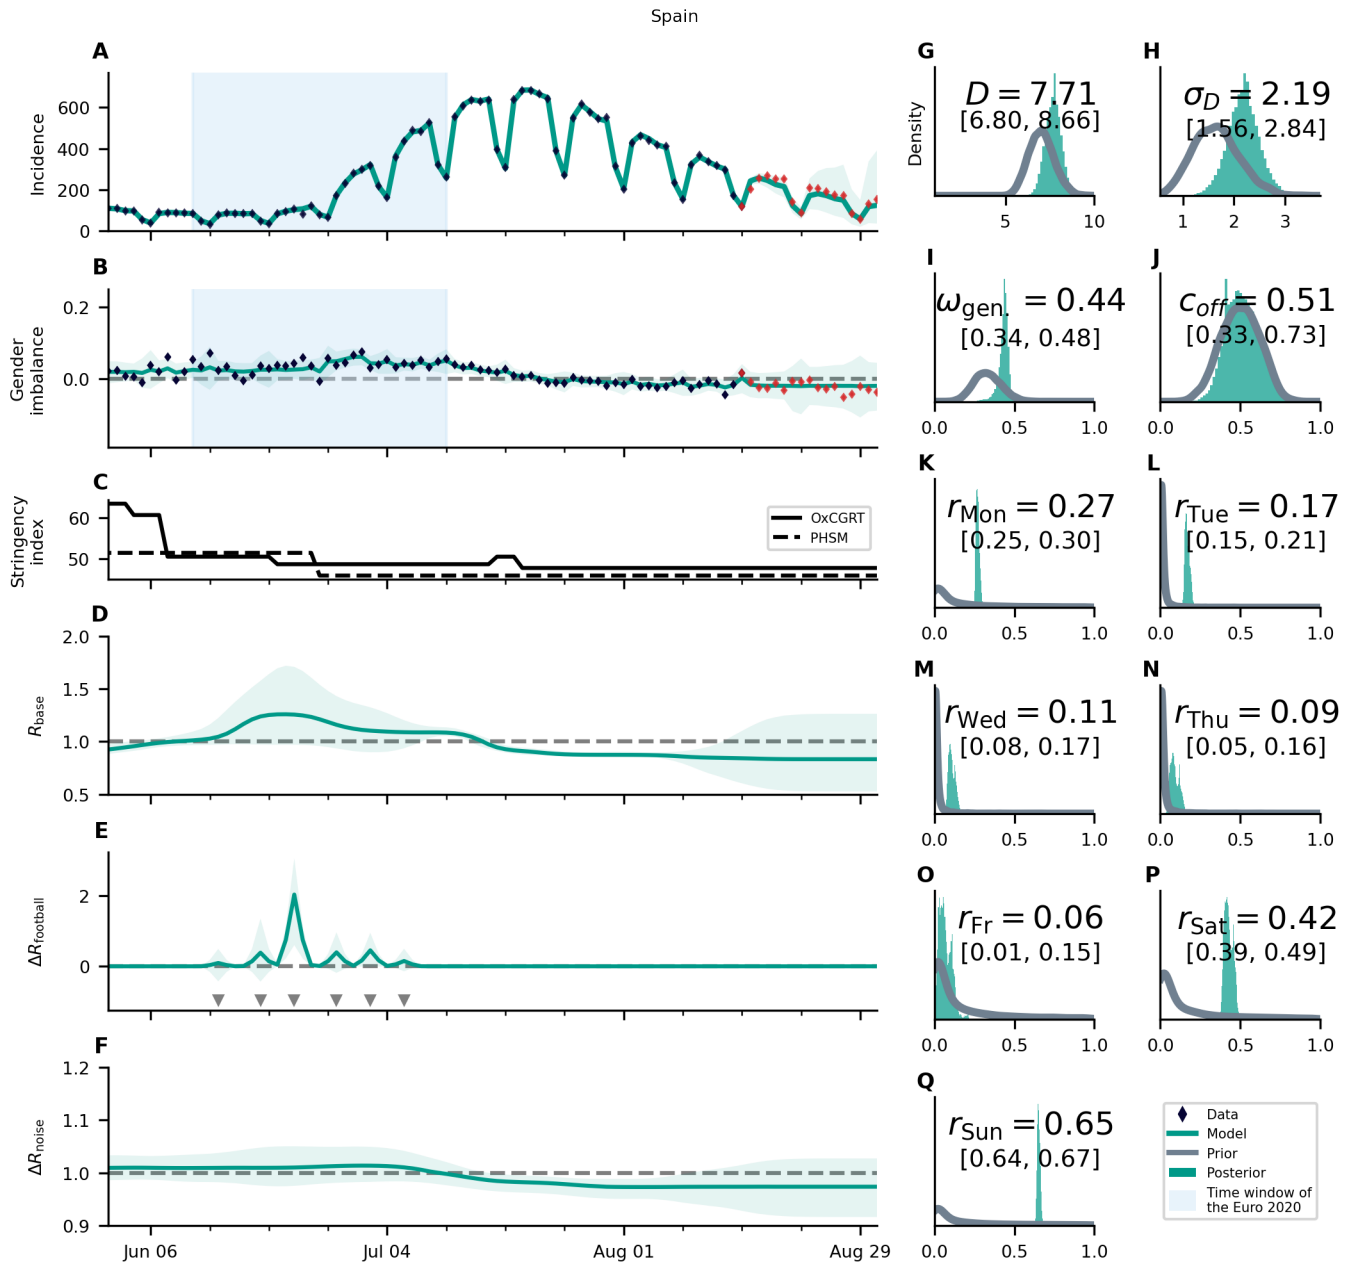 Spain
A
Incidence
600
400
200
0
B
Gender
imbalance
0.2
0.0
C
Stringency
index
60
50
OxCGRT
PHSM
D
R_base
2.0
1.5
1.0
0.5
E
ΔR_football
2
0
F
ΔR_noise
1.2
1.1
1.0
0.9
Jun 06 Jul 04 Aug 01 Aug 29
G
Density
D = 7.71
[6.80, 8.66]
5 10
H
σ_D = 2.19
[1.56, 2.84]
1 2 3
I
ω_gen. = 0.44
[0.34, 0.48]
0.0 0.5 1.0
J
c_off = 0.51
[0.33, 0.73]
0.0 0.5 1.0
K
r_Mon = 0.27
[0.25, 0.30]
0.0 0.5 1.0
L
r_Tue = 0.17
[0.15, 0.21]
0.0 0.5 1.0
M
r_Wed = 0.11
[0.08, 0.17]
0.0 0.5 1.0
N
r_Thu = 0.09
[0.05, 0.16]
0.0 0.5 1.0
O
r_Fr = 0.06
[0.01, 0.15]
0.0 0.5 1.0
P
r_Sat = 0.42
[0.39, 0.49]
0.0 0.5 1.0
Q
r_Sun = 0.65
[0.64, 0.67]
0.0 0.5 1.0
Data
Model
Prior
Posterior
Time window of
the Euro 2020